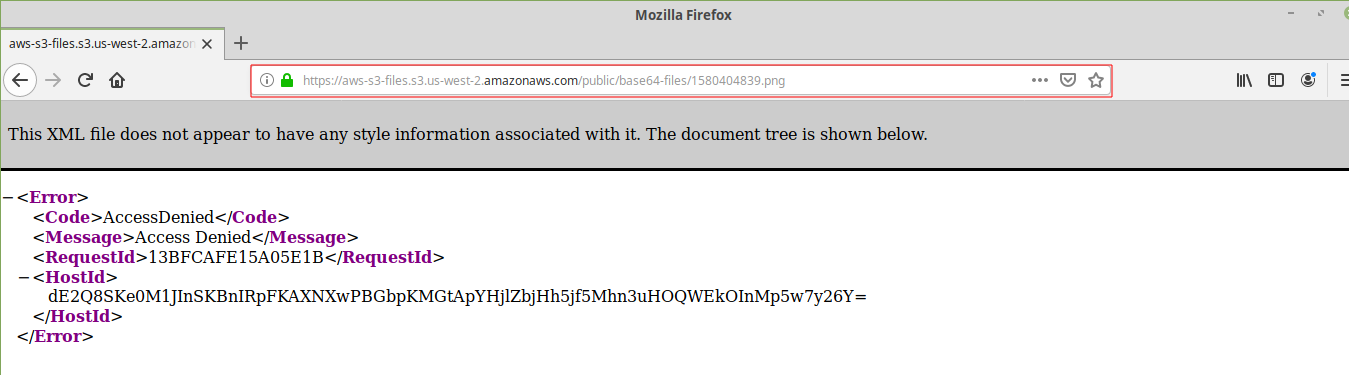 Mozilla Firefox
aws-s3-files.s3.us-west-2.amazon
https://aws-s3-files.s3.us-west-2.amazonaws.com/public/base64-files/1580404839.png
This XML file does not appear to have any style information associated with it. The document tree is shown below.
−<Error>
<Code>AccessDenied</Code>
<Message>Access Denied</Message>
<RequestId>13BFCAFE15A05E1B</RequestId>
−<HostId>
dE2Q8SKe0M1JInSKBnIRpFKAXNXwPBGbpKMGtApYHjlZbjHh5jf5Mhn3uHOQWEkOInMp5w7y26Y=
</HostId>
</Error>